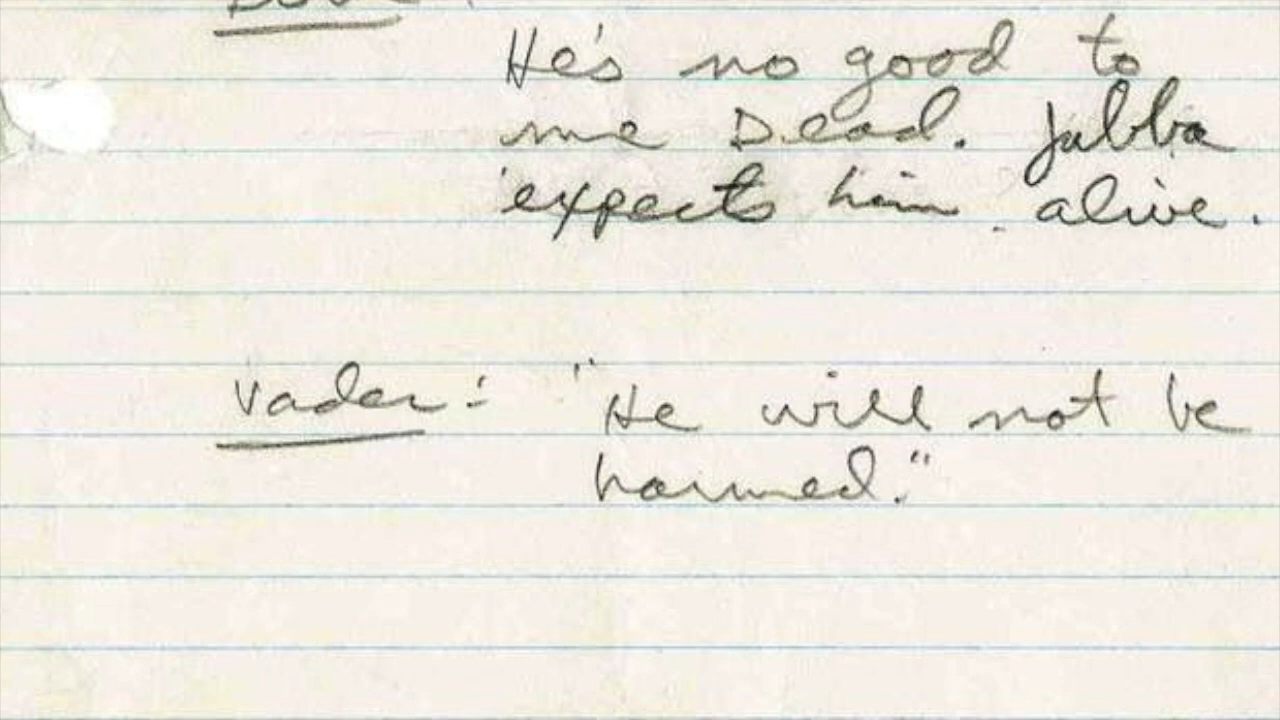 He's no good to
me Dead. Jabba
expects him alive.
Vader: "He will not be
harmed."